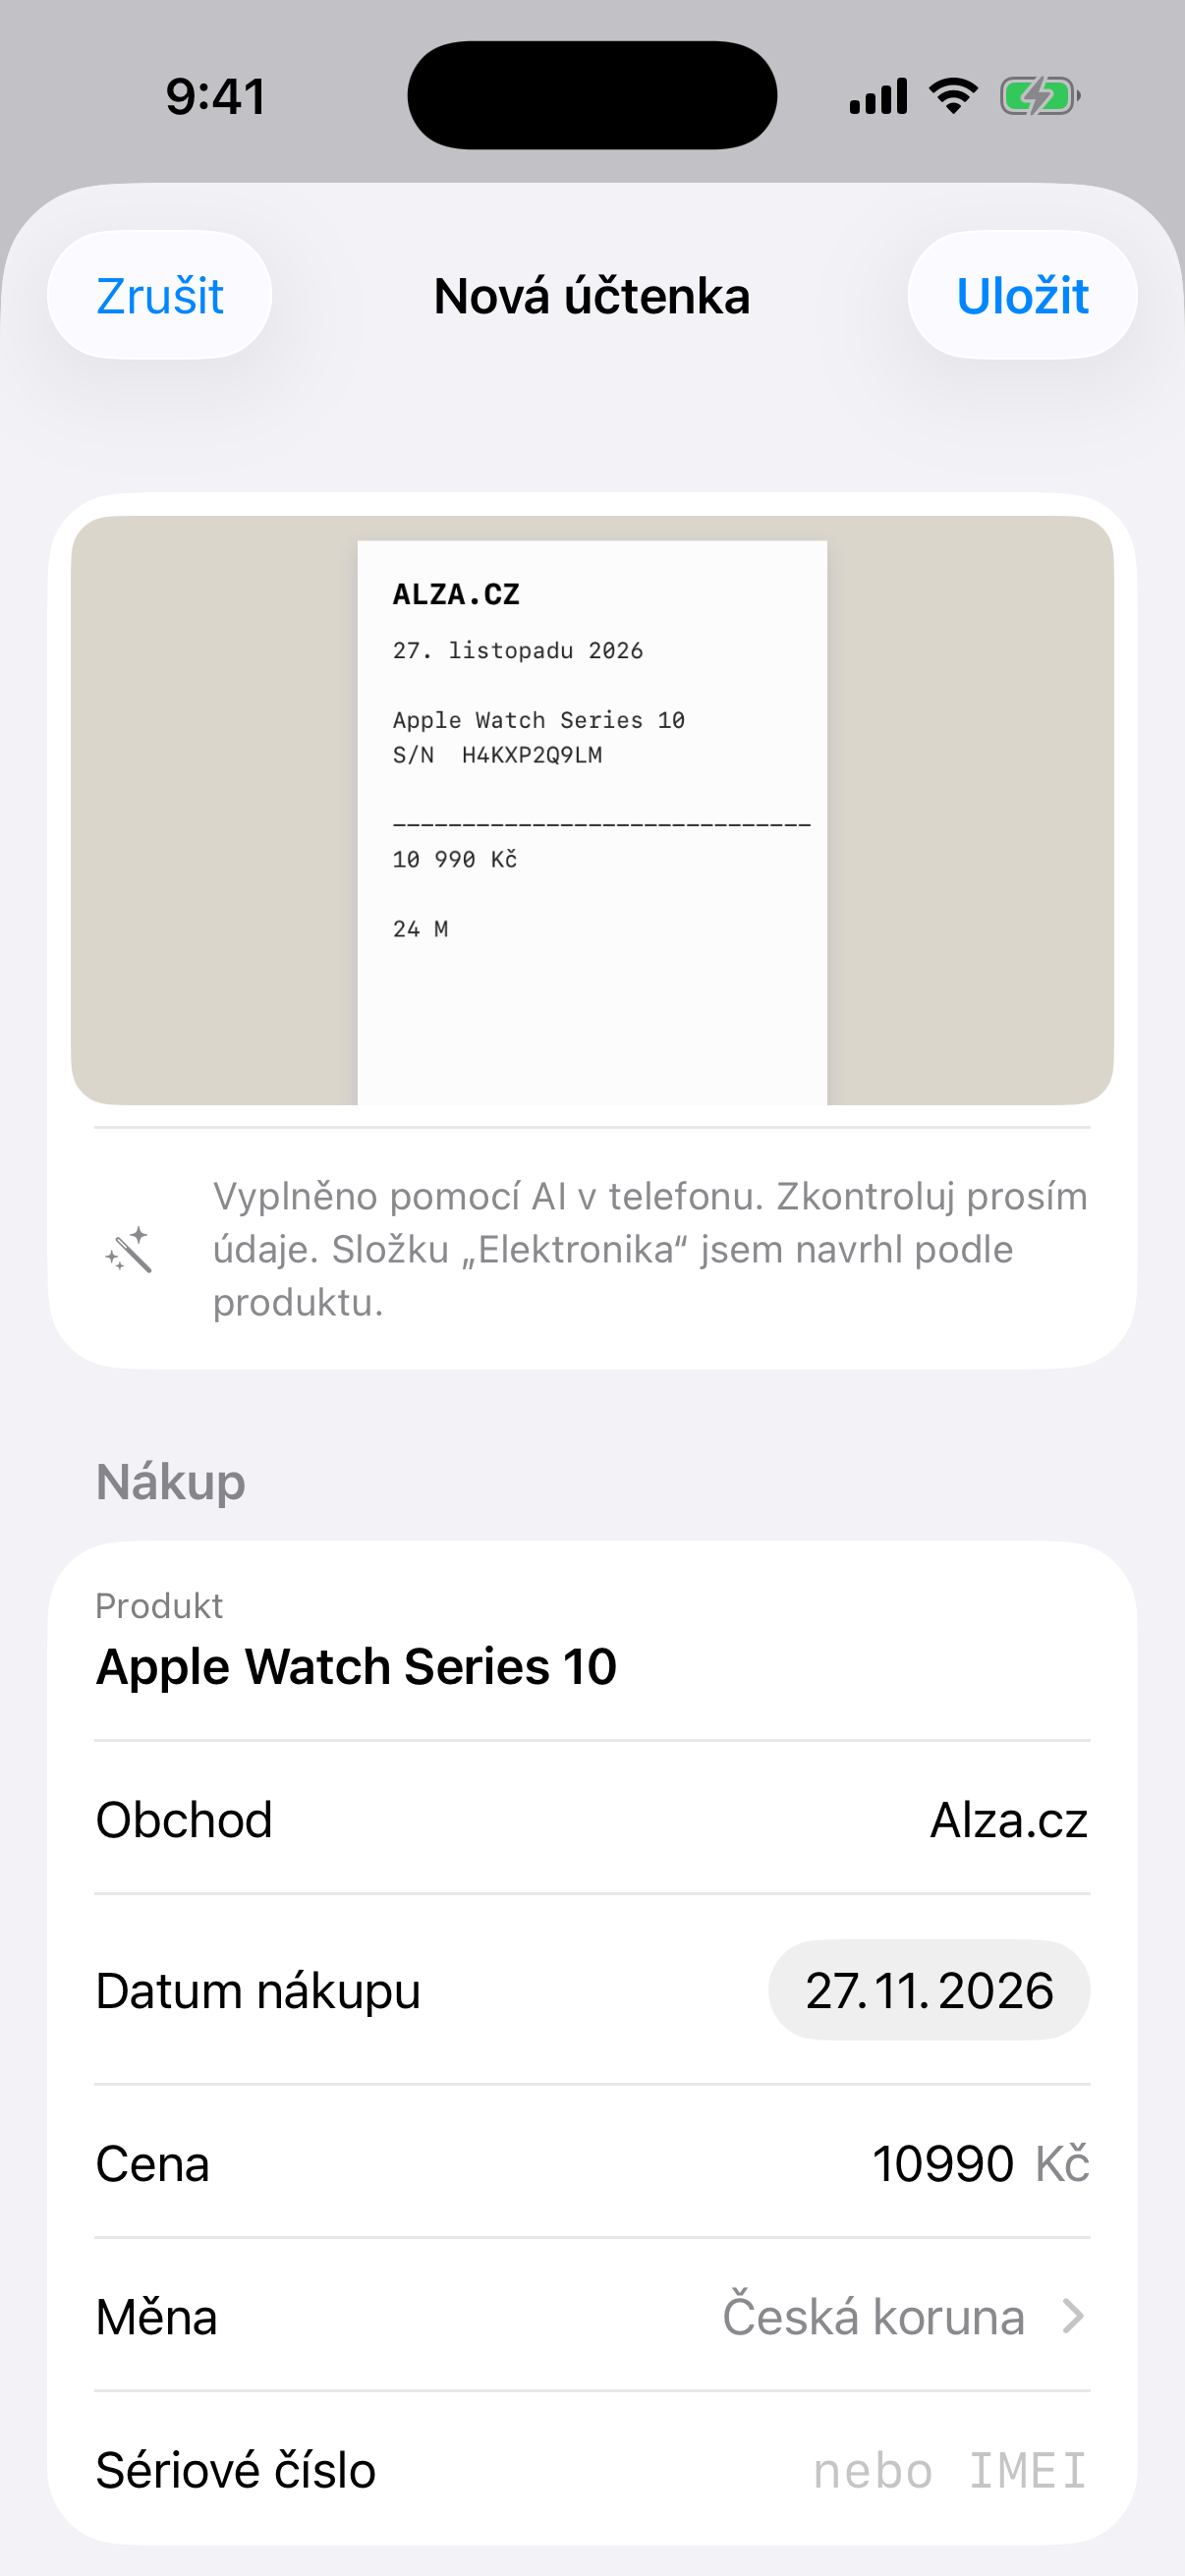 9:41
Zrušit
Nová účtenka
Uložit
ALZA.CZ
27. listopadu 2026
Apple Watch Series 10
S/N  H4KXP2Q9LM
______________________________
10 990 Kč
24 M
Vyplněno pomocí AI v telefonu. Zkontroluj prosím
údaje. Složku „Elektronika“ jsem navrhl podle
produktu.
Nákup
Produkt
Apple Watch Series 10
Obchod
Alza.cz
Datum nákupu
27. 11. 2026
Cena
10990 Kč
Měna
Česká koruna
Sériové číslo
nebo IMEI